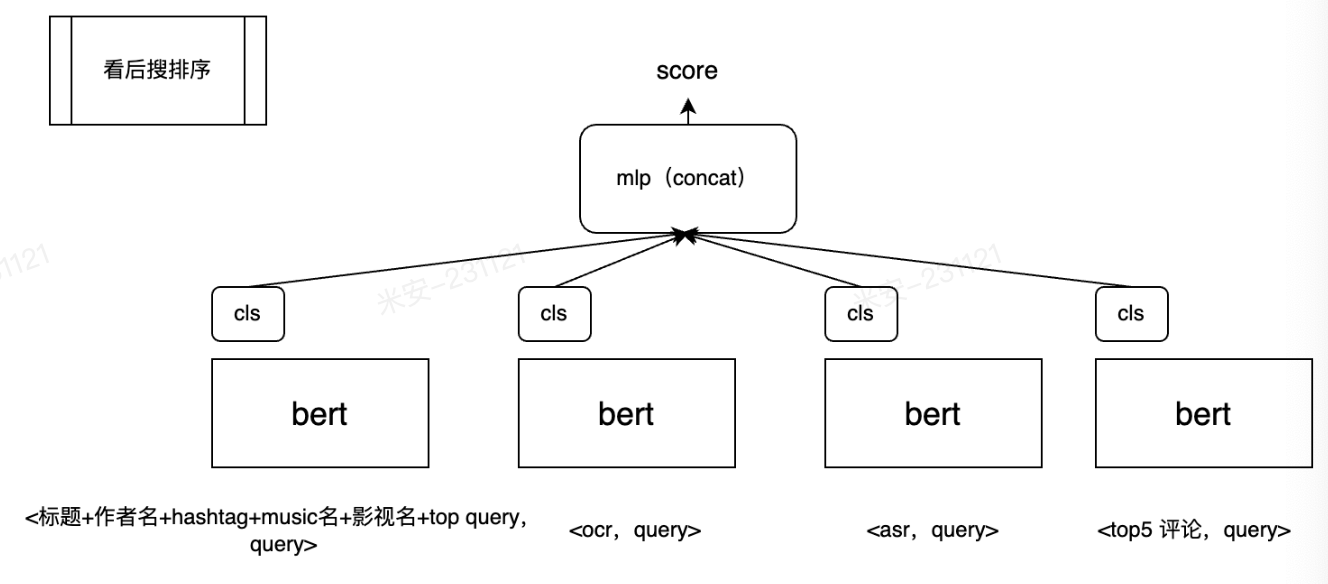 看后搜排序
score
mlp（concat）
cls
cls
cls
cls
bert
bert
bert
bert
<标题+作者名+hashtag+music名+影视名+top query，
query>
<ocr，query>
<asr，query>
<top5 评论，query>
1121
米安-231121
米安-231121